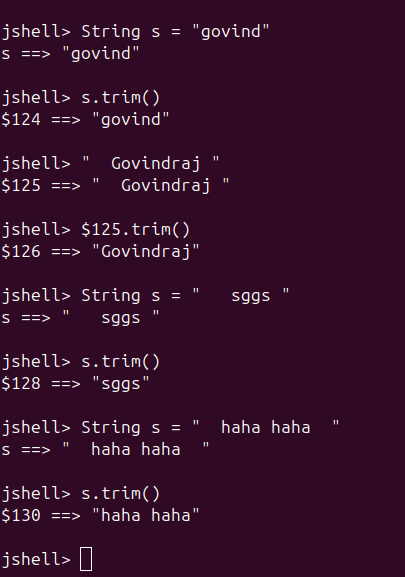 jshell> String s = "govind"
s ==> "govind"
jshell> s.trim()
$124 ==> "govind"
jshell> "  Govindraj "
$125 ==> "  Govindraj "
jshell> $125.trim()
$126 ==> "Govindraj"
jshell> String s = "   sggs "
s ==> "   sggs "
jshell> s.trim()
$128 ==> "sggs"
jshell> String s = "  haha haha  "
s ==> "  haha haha  "
jshell> s.trim()
$130 ==> "haha haha"
jshell>